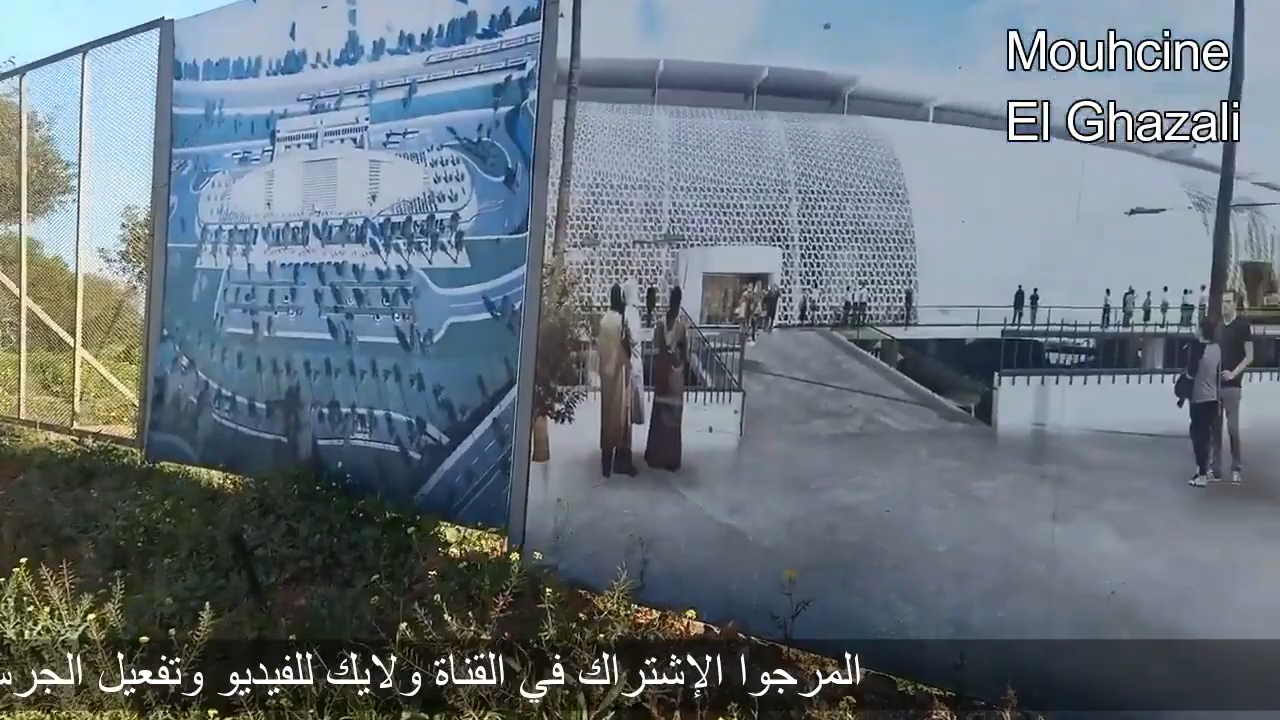 Mouhcine
El Ghazali
المرجوا الإشتراك في القناة ولايك للفيديو وتفعيل الجرس